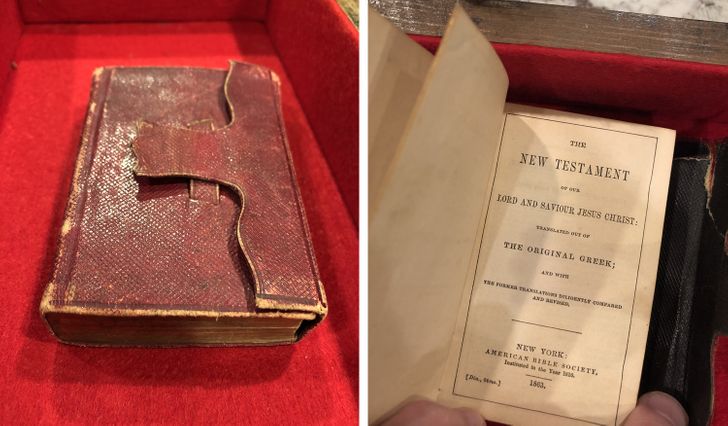 THE
NEW TESTAMENT
OF OUR
LORD AND SAVIOUR JESUS CHRIST:
TRANSLATED OUT OF
THE ORIGINAL GREEK;
AND WITH
THE FORMER TRANSLATIONS DILIGENTLY COMPARED
AND REVISED.
NEW YORK:
AMERICAN BIBLE SOCIETY,
Instituted in the Year 1816.
1863.